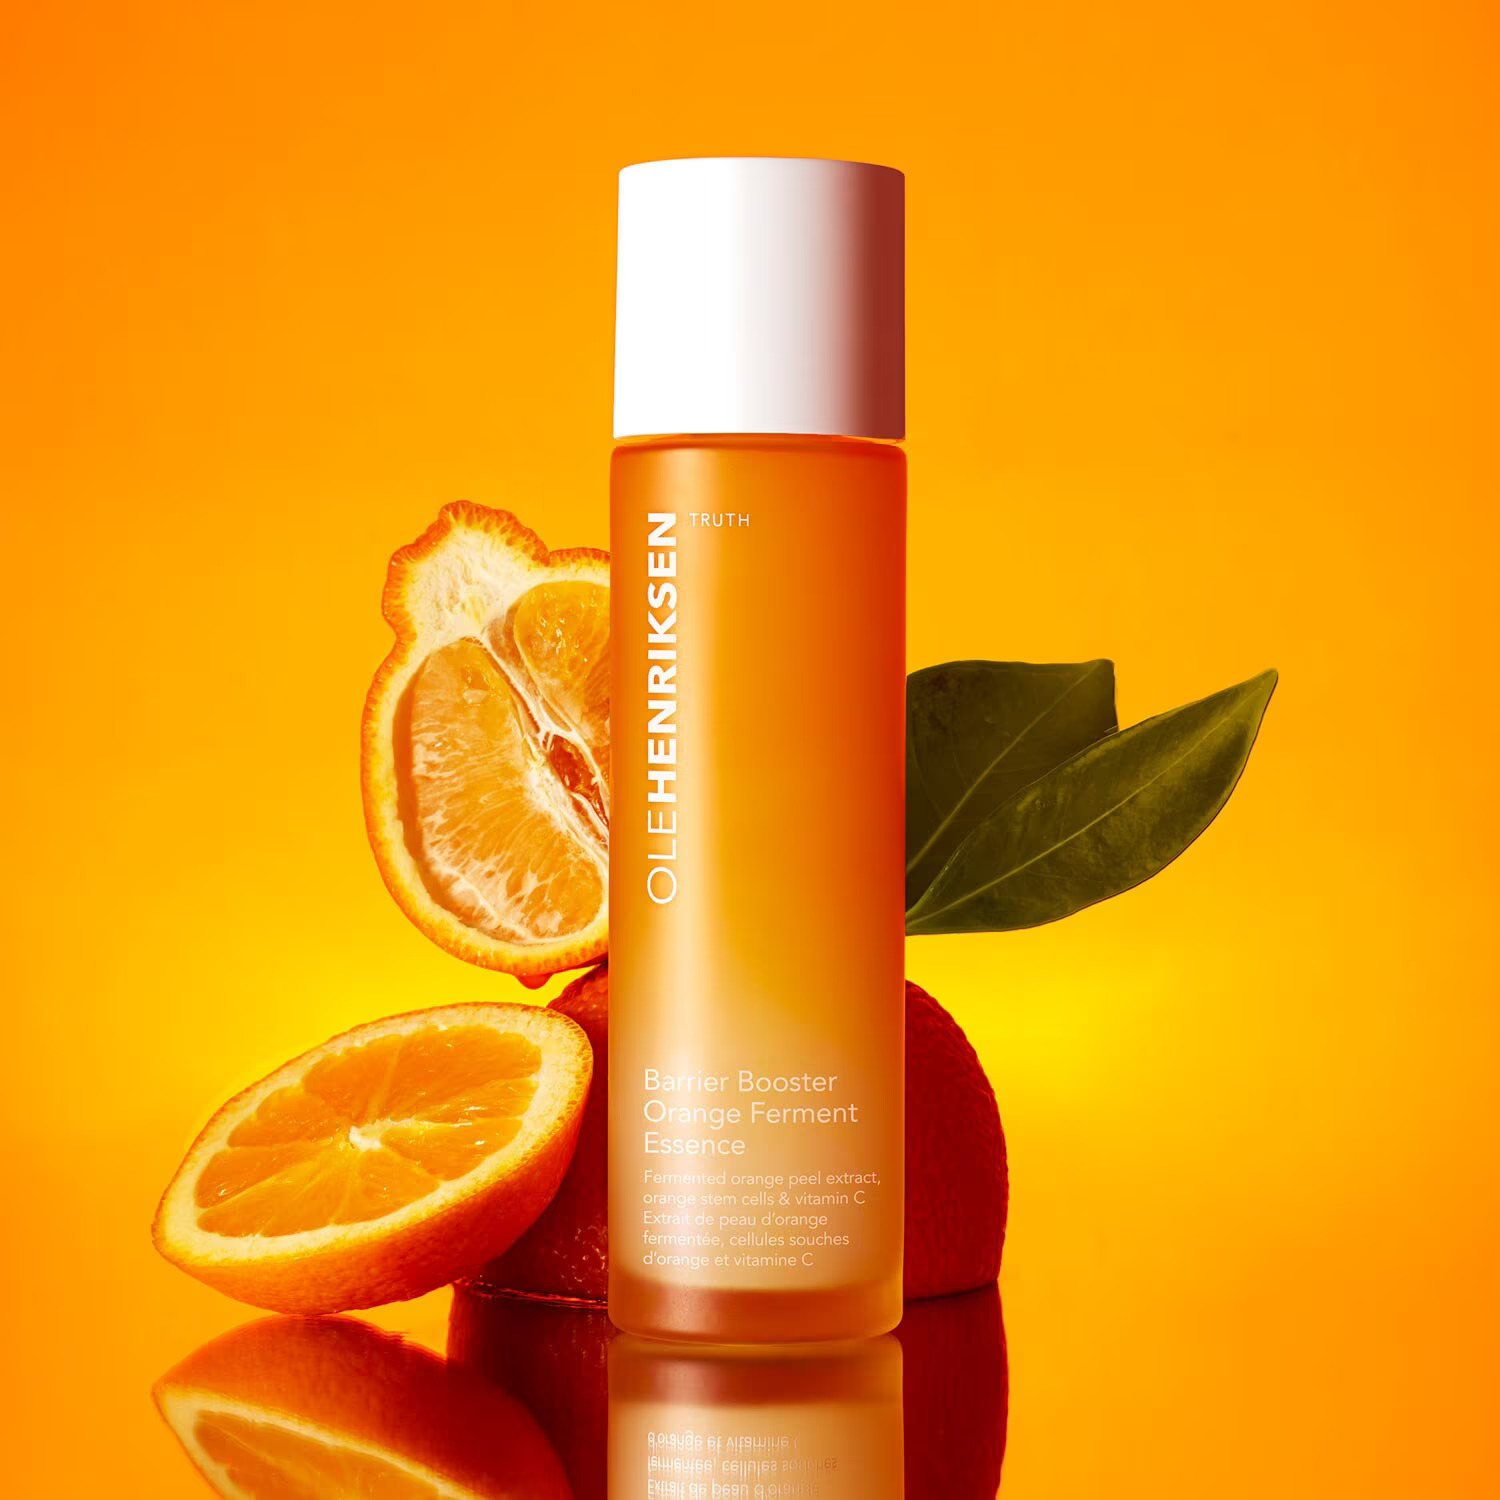 OLEHENRIKSEN
TRUTH
Barrier Booster
Orange Ferment
Essence
Fermented orange peel extract,
orange stem cells & vitamin C
Extrait de peau d'orange
fermentée, cellules souches
d'orange et vitamine C